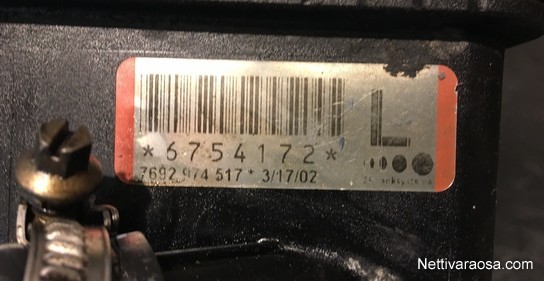 L
*6754172*
7692 974 517 * 3/17/02
Nettivaraosa.com